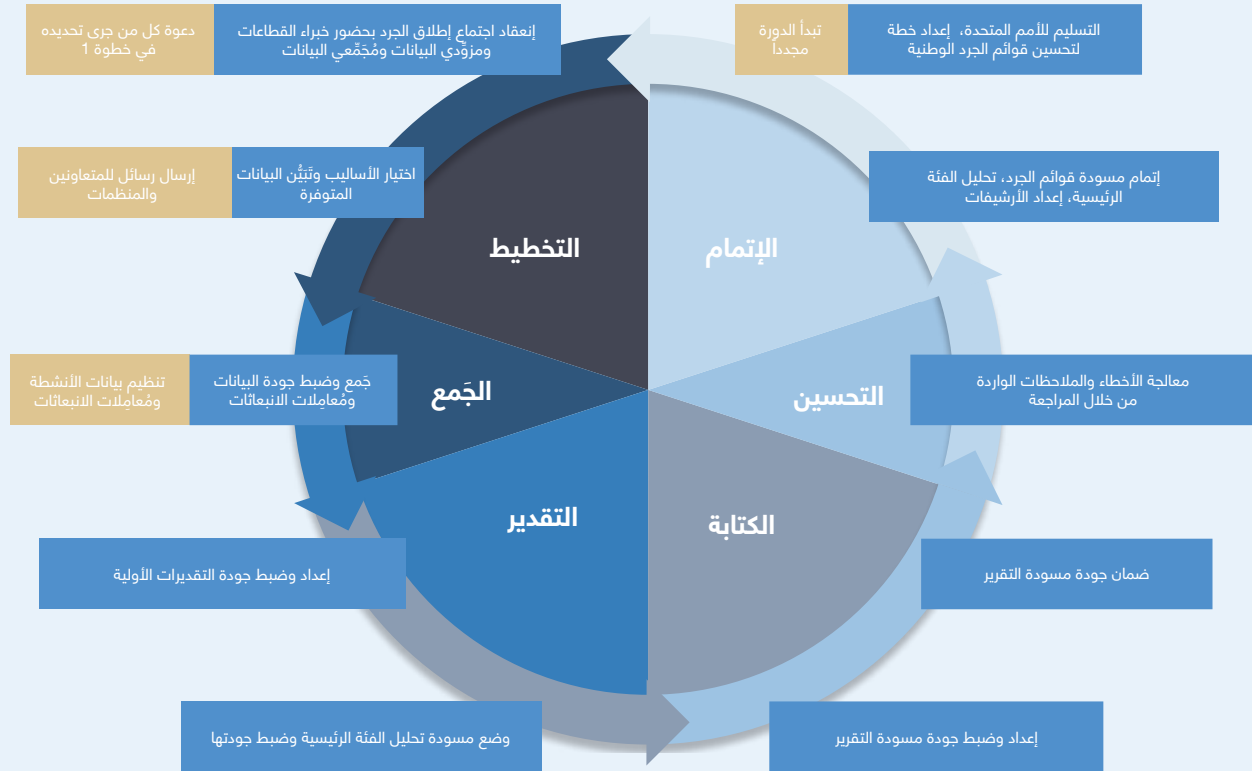 التسليم للأمم المتحدة، إعداد خطة
لتحسين قوائم الجرد الوطنية
تبدأ الدورة
مجدداً
إنعقاد اجتماع إطلاق الجرد بحضور خبراء القطاعات
ومزوِّدي البيانات ومُجَمِّعي البيانات
دعوة كل من جرى تحديده
في خطوة 1
إتمام مسودة قوائم الجرد، تحليل الفئة
الرئيسية، إعداد الأرشيفات
اختيار الأساليب وتَبَيُّن البيانات
المتوفرة
إرسال رسائل للمتعاونين
والمنظمات
الإتمام
التخطيط
معالجة الأخطاء والملاحظات الواردة
من خلال المراجعة
التحسين
الجَمع
جَمع وضبط جودة البيانات
ومُعامِلات الانبعاثات
تنظيم بيانات الأنشطة
ومُعامِلات الانبعاثات
الكتابة
التقدير
ضمان جودة مسودة التقرير
إعداد وضبط جودة التقديرات الأولية
إعداد وضبط جودة مسودة التقرير
وضع مسودة تحليل الفئة الرئيسية وضبط جودتها